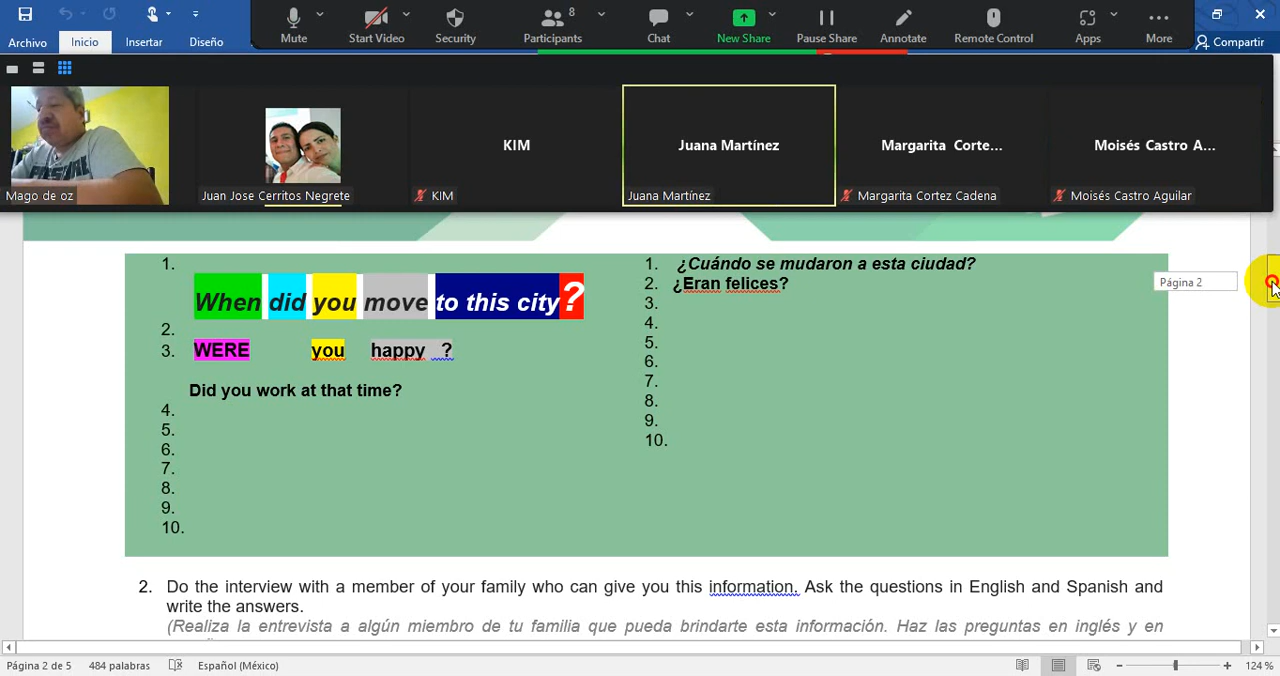 Archivo Inicio Insertar Diseño
Mute Start Video Security Participants 8 Chat New Share Pause Share Annotate Remote Control Apps More
Compartir
Mago de oz
Juan Jose Cerritos Negrete
KIM
KIM
Juana Martínez
Juana Martínez
Margarita Corte...
Margarita Cortez Cadena
Moisés Castro A...
Moisés Castro Aguilar
Página 2
1.
When did you move to this city?
2.
3. WERE you happy ?
Did you work at that time?
4.
5.
6.
7.
8.
9.
10.
1. ¿Cuándo se mudaron a esta ciudad?
2. ¿Eran felices?
3.
4.
5.
6.
7.
8.
9.
10.
2. Do the interview with a member of your family who can give you this information. Ask the questions in English and Spanish and
write the answers.
(Realiza la entrevista a algún miembro de tu familia que pueda brindarte esta información. Haz las preguntas en inglés y en
Página 2 de 5 484 palabras Español (México) 124 %